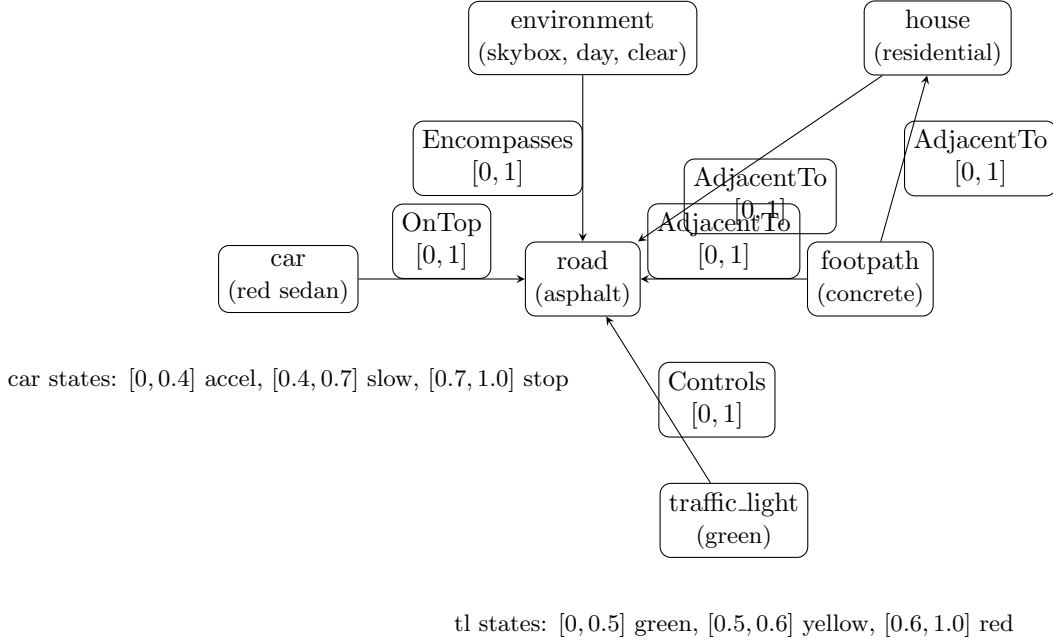 environment
(skybox, day, clear)
house
(residential)
Encompasses
[0, 1]
AdjacentTo
[0, 1]
AdjacentTo
[0, 1]
OnTop
[0, 1]
AdjacentTo
[0, 1]
car
(red sedan)
road
(asphalt)
footpath
(concrete)
car states: [0, 0.4] accel, [0.4, 0.7] slow, [0.7, 1.0] stop
Controls
[0, 1]
traffic_light
(green)
tl states: [0, 0.5] green, [0.5, 0.6] yellow, [0.6, 1.0] red